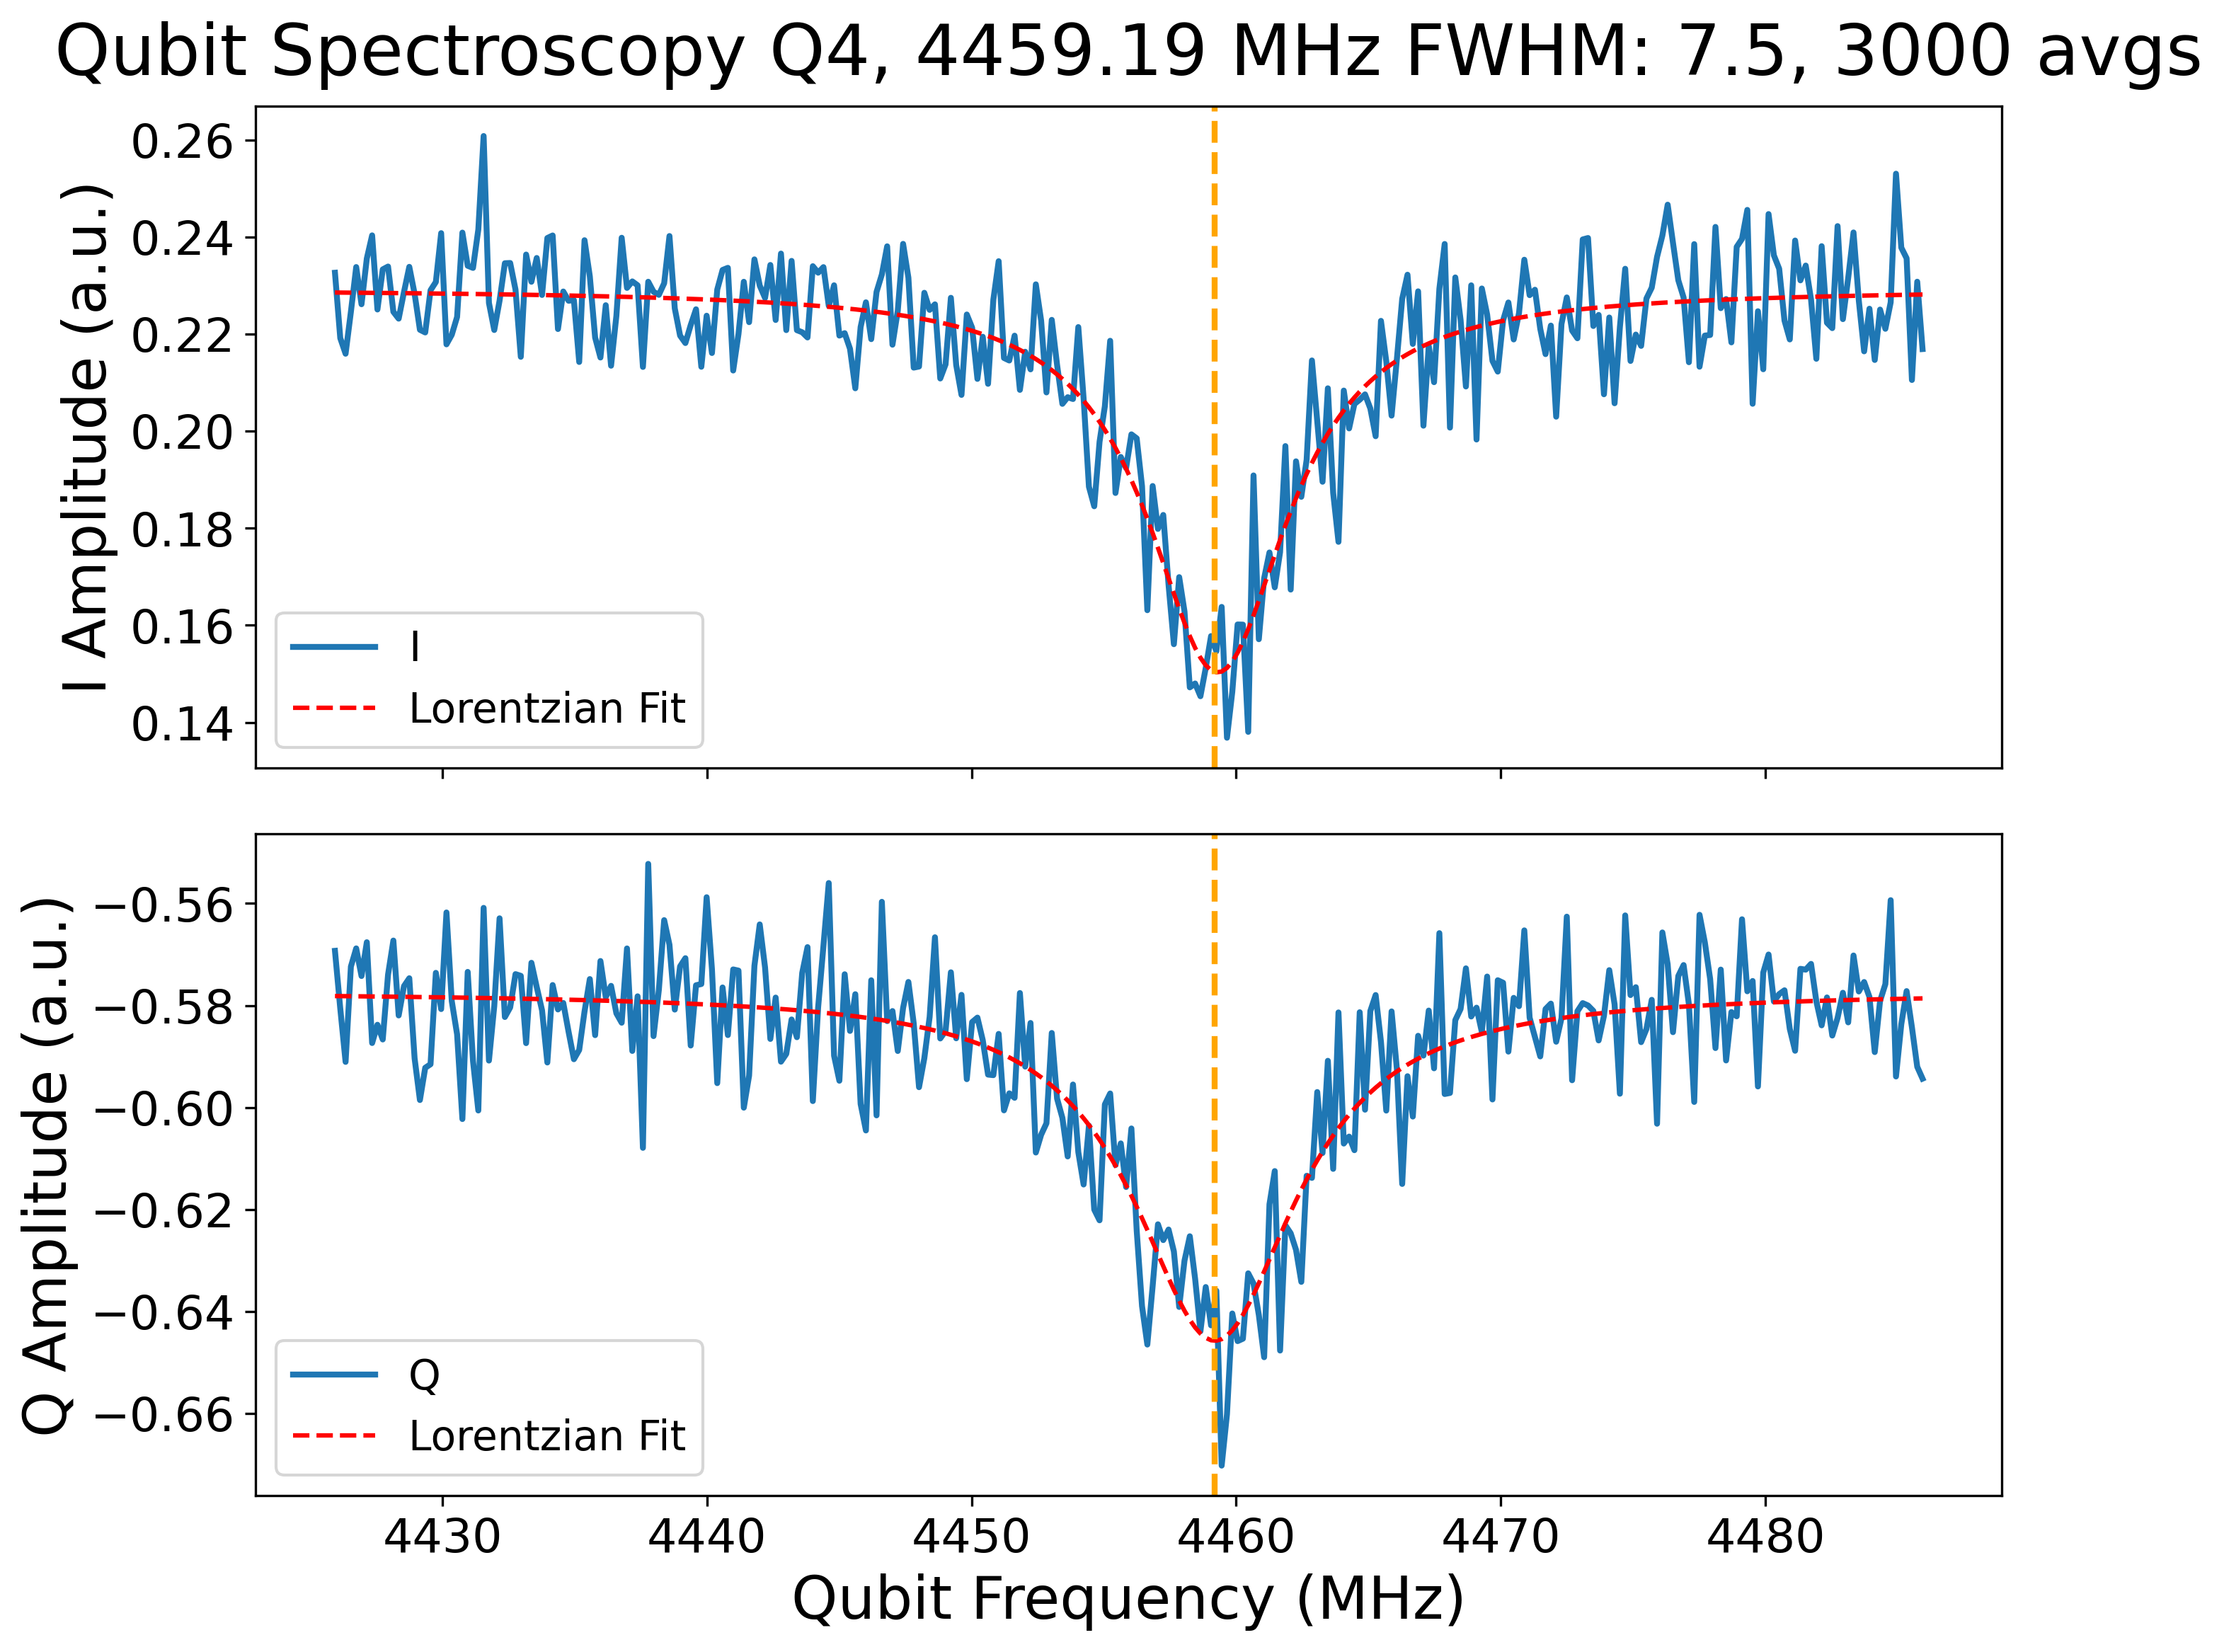 Qubit Spectroscopy Q4, 4459.19 MHz FWHM: 7.5, 3000 avgs
I Amplitude (a.u.)
0.26
0.24
0.22
0.20
0.18
0.16
0.14
I
Lorentzian Fit
Q Amplitude (a.u.)
−0.56
−0.58
−0.60
−0.62
−0.64
−0.66
Q
Lorentzian Fit
4430 4440 4450 4460 4470 4480
Qubit Frequency (MHz)